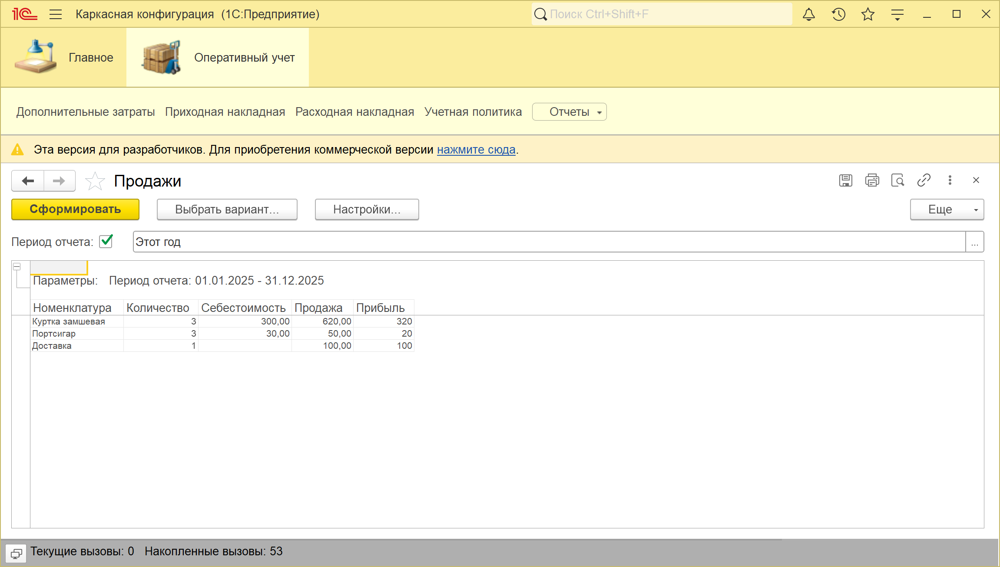 1С Каркасная конфигурация (1С:Предприятие) Поиск Ctrl+Shift+F
Главное Оперативный учет
Дополнительные затраты Приходная накладная Расходная накладная Учетная политика Отчеты
Эта версия для разработчиков. Для приобретения коммерческой версии нажмите сюда.
Продажи
Сформировать Выбрать вариант... Настройки... Еще
Период отчета: Этот год ...
Параметры: Период отчета: 01.01.2025 - 31.12.2025
Номенклатура Количество Себестоимость Продажа Прибыль
Куртка замшевая 3 300,00 620,00 320
Портсигар 3 30,00 50,00 20
Доставка 1 100,00 100
Текущие вызовы: 0 Накопленные вызовы: 53